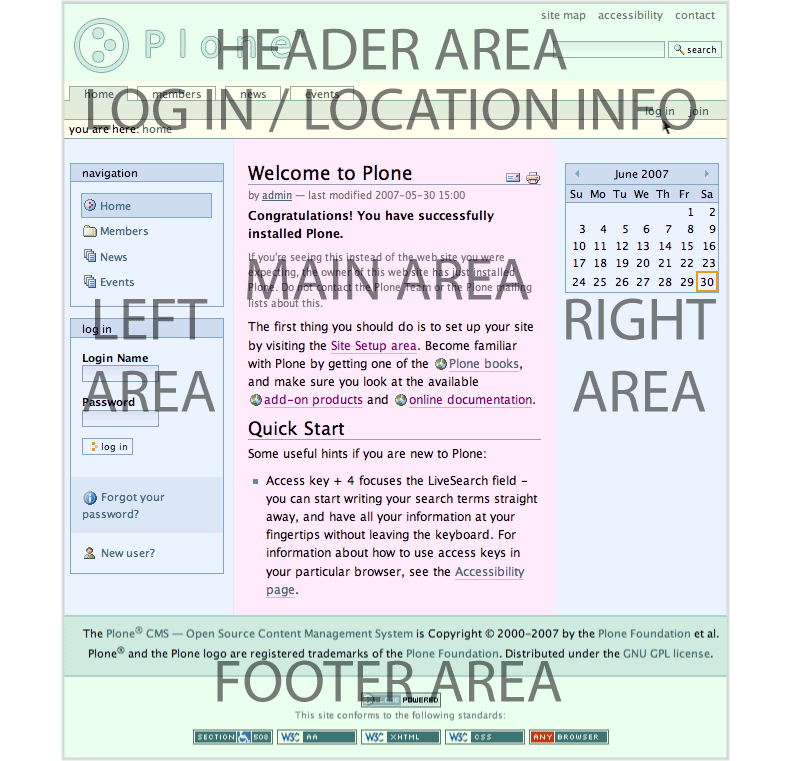 site map accessibility contact
Plone
HEADER AREA
search
home members news events
LOG IN / LOCATION INFO
log in join
you are here: home
navigation
Home
Members
News
Events
LEFT AREA
log in
Login Name
Password
log in
Forgot your
password?
New user?
Welcome to Plone
by admin — last modified 2007-05-30 15:00
Congratulations! You have successfully
installed Plone.
If you're seeing this instead of the web site you were
expecting, the owner of this web site has just installed
Plone. Do not contact the Plone Team or the Plone mailing
lists about this.
MAIN AREA
The first thing you should do is to set up your site
by visiting the Site Setup area. Become familiar
with Plone by getting one of the Plone books,
and make sure you look at the available
add-on products and online documentation.
Quick Start
Some useful hints if you are new to Plone:
Access key + 4 focuses the LiveSearch field –
you can start writing your search terms straight
away, and have all your information at your
fingertips without leaving the keyboard. For
information about how to use access keys in
your particular browser, see the Accessibility
page.
June 2007
Su Mo Tu We Th Fr Sa
1 2
3 4 5 6 7 8 9
10 11 12 13 14 15 16
17 18 19 20 21 22 23
24 25 26 27 28 29 30
RIGHT
AREA
The Plone® CMS — Open Source Content Management System is Copyright © 2000-2007 by the Plone Foundation et al.
Plone® and the Plone logo are registered trademarks of the Plone Foundation. Distributed under the GNU GPL license.
FOOTER AREA
POWERED
This site conforms to the following standards:
SECTION 508 W3C AA W3C XHTML W3C CSS ANY BROWSER